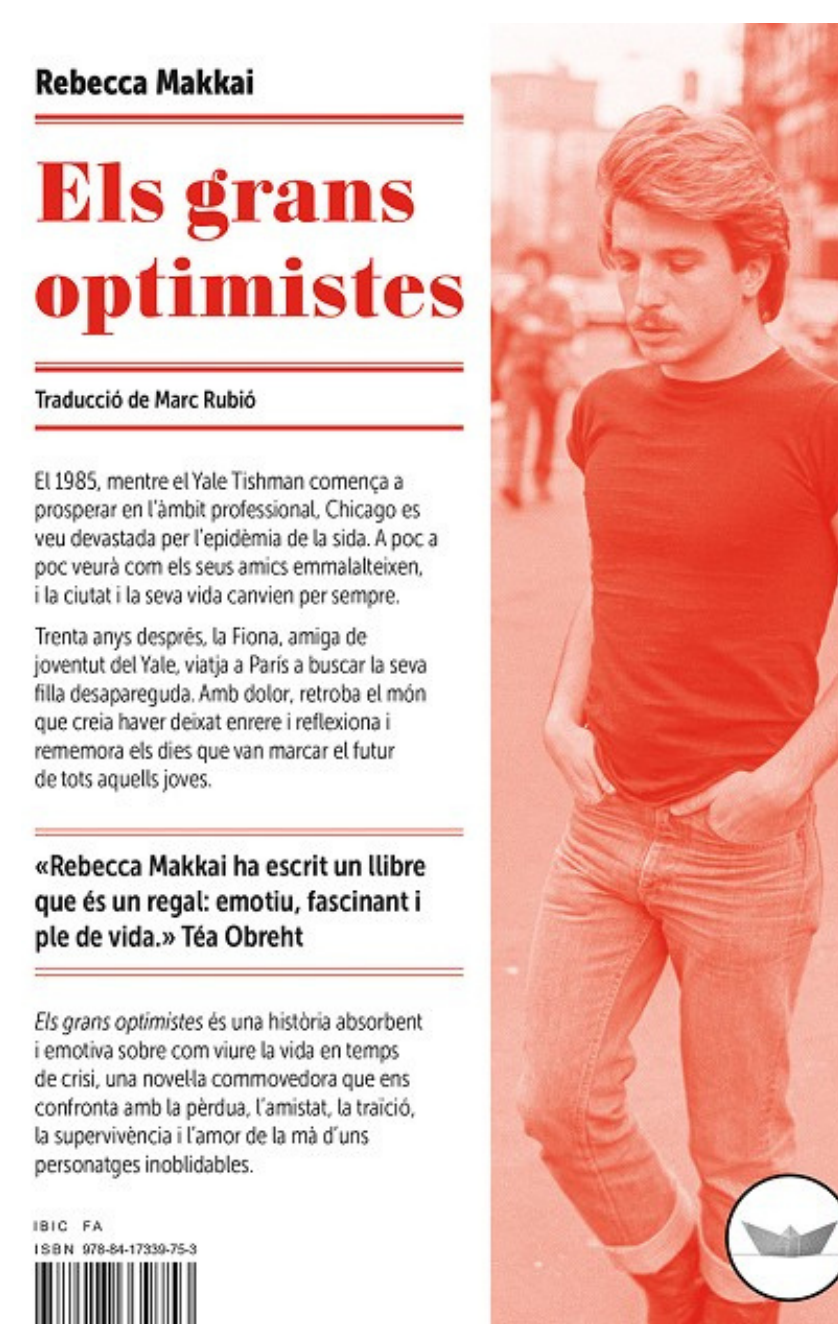 Rebecca Makkai
Els grans
optimistes
Traducció de Marc Rubió
El 1985, mentre el Yale Tishman comença a
prosperar en l'àmbit professional, Chicago es
veu devastada per l'epidèmia de la sida. A poc a
poc veurà com els seus amics emmalalteixen,
i la ciutat i la seva vida canvien per sempre.
Trenta anys després, la Fiona, amiga de
joventut del Yale, viatja a París a buscar la seva
filla desapareguda. Amb dolor, retroba el món
que creia haver deixat enrere i reflexiona i
rememora els dies que van marcar el futur
de tots aquells joves.
«Rebecca Makkai ha escrit un llibre
que és un regal: emotiu, fascinant i
ple de vida.» Téa Obreht
Els grans optimistes és una història absorbent
i emotiva sobre com viure la vida en temps
de crisi, una novel·la commovedora que ens
confronta amb la pèrdua, l'amistat, la traïció,
la supervivència i l'amor de la mà d'uns
personatges inoblidables.
IBIC FA
ISBN 978-84-17339-75-3